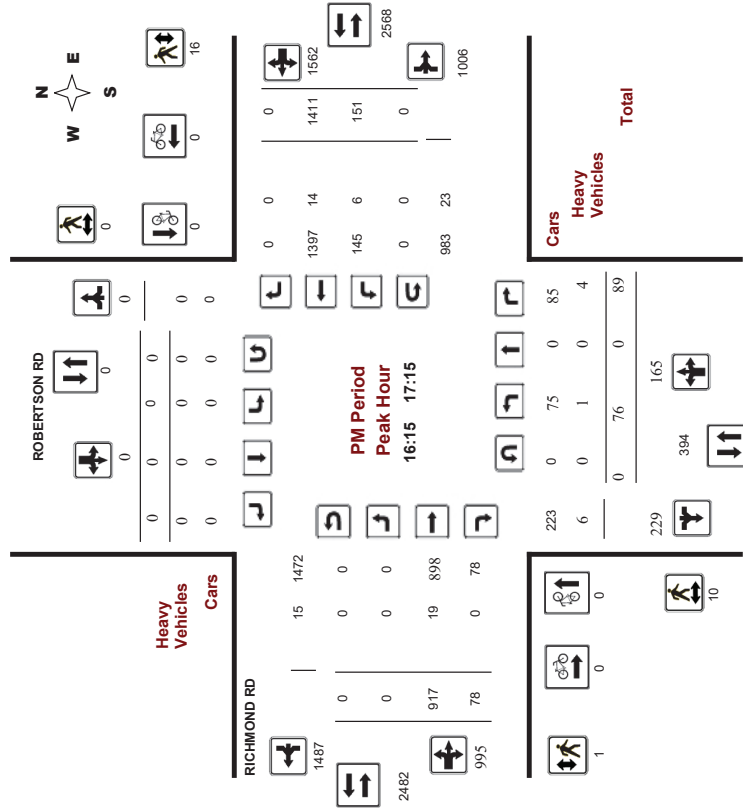 N
W E
S
ROBERTSON RD
0 0 0
0 16
0 0 0 0
Heavy
Vehicles
0 0 0 0 0
Cars
0 0 0 0 0
0 0
RICHMOND RD
1487 15 1472
0 0 0 1562
0 0 0
PM Period
Peak Hour
16:15 17:15
1397 14 1411 2568
2482
0 0 0
145 6 151
917 19 898
0 0 0
995
78 0 78
983 23 1006
223 0 75 0 85 Cars
6 0 1 0 4 Heavy
Vehicles
0 0
0 76 0 89 Total
1 229 165
394
10